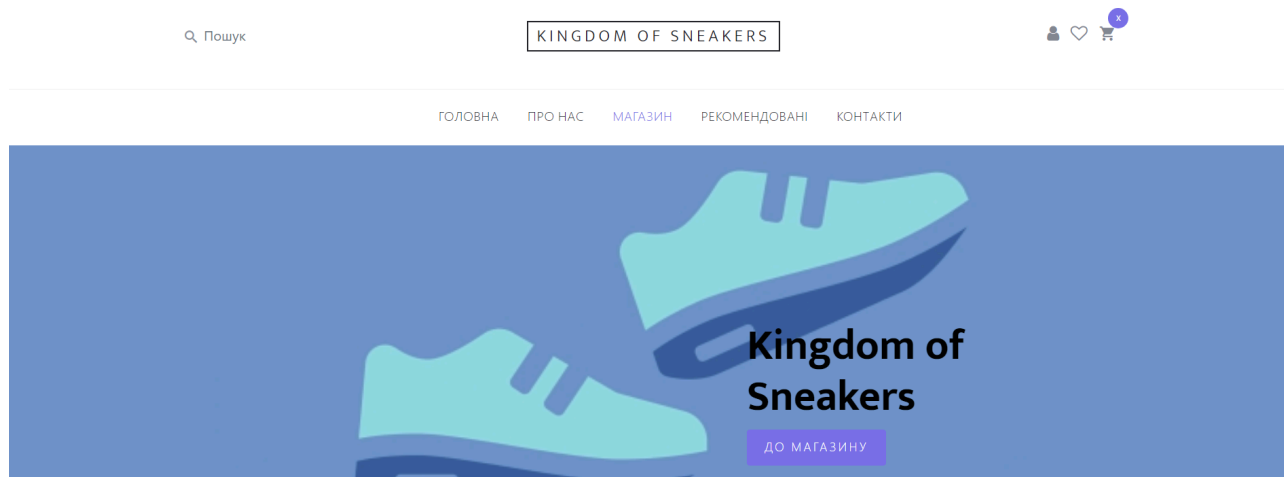 Пошук
KINGDOM OF SNEAKERS
x
ГОЛОВНА ПРО НАС МАГАЗИН РЕКОМЕНДОВАНІ КОНТАКТИ
Kingdom of
Sneakers
ДО МАГАЗИНУ